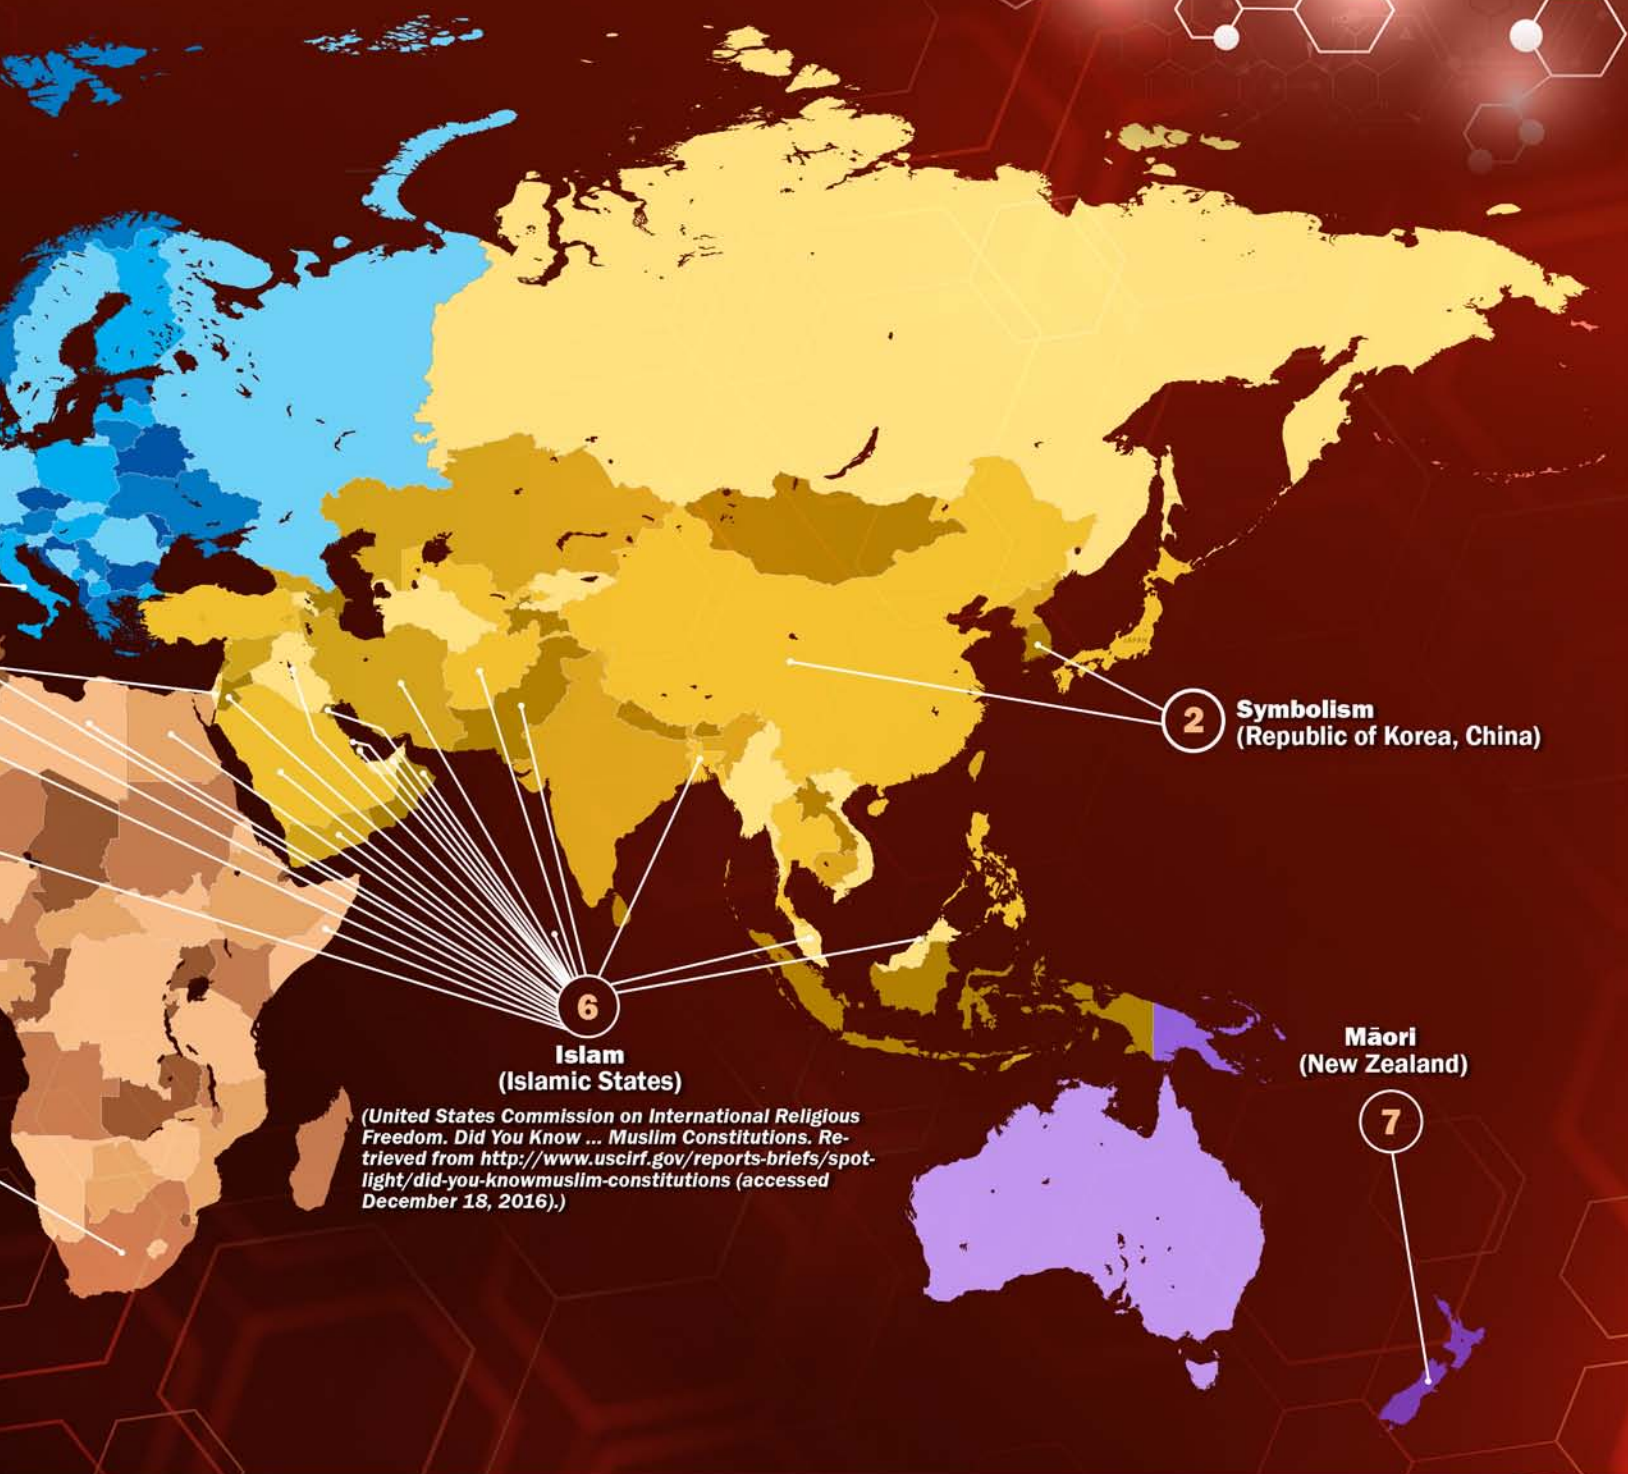 JAPAN
2
Symbolism
(Republic of Korea, China)
6
Islam
(Islamic States)
(United States Commission on International Religious
Freedom. Did You Know ... Muslim Constitutions. Re-
trieved from http://www.uscirf.gov/reports-briefs/spot-
light/did-you-knowmuslim-constitutions (accessed
December 18, 2016).)
Māori
(New Zealand)
7